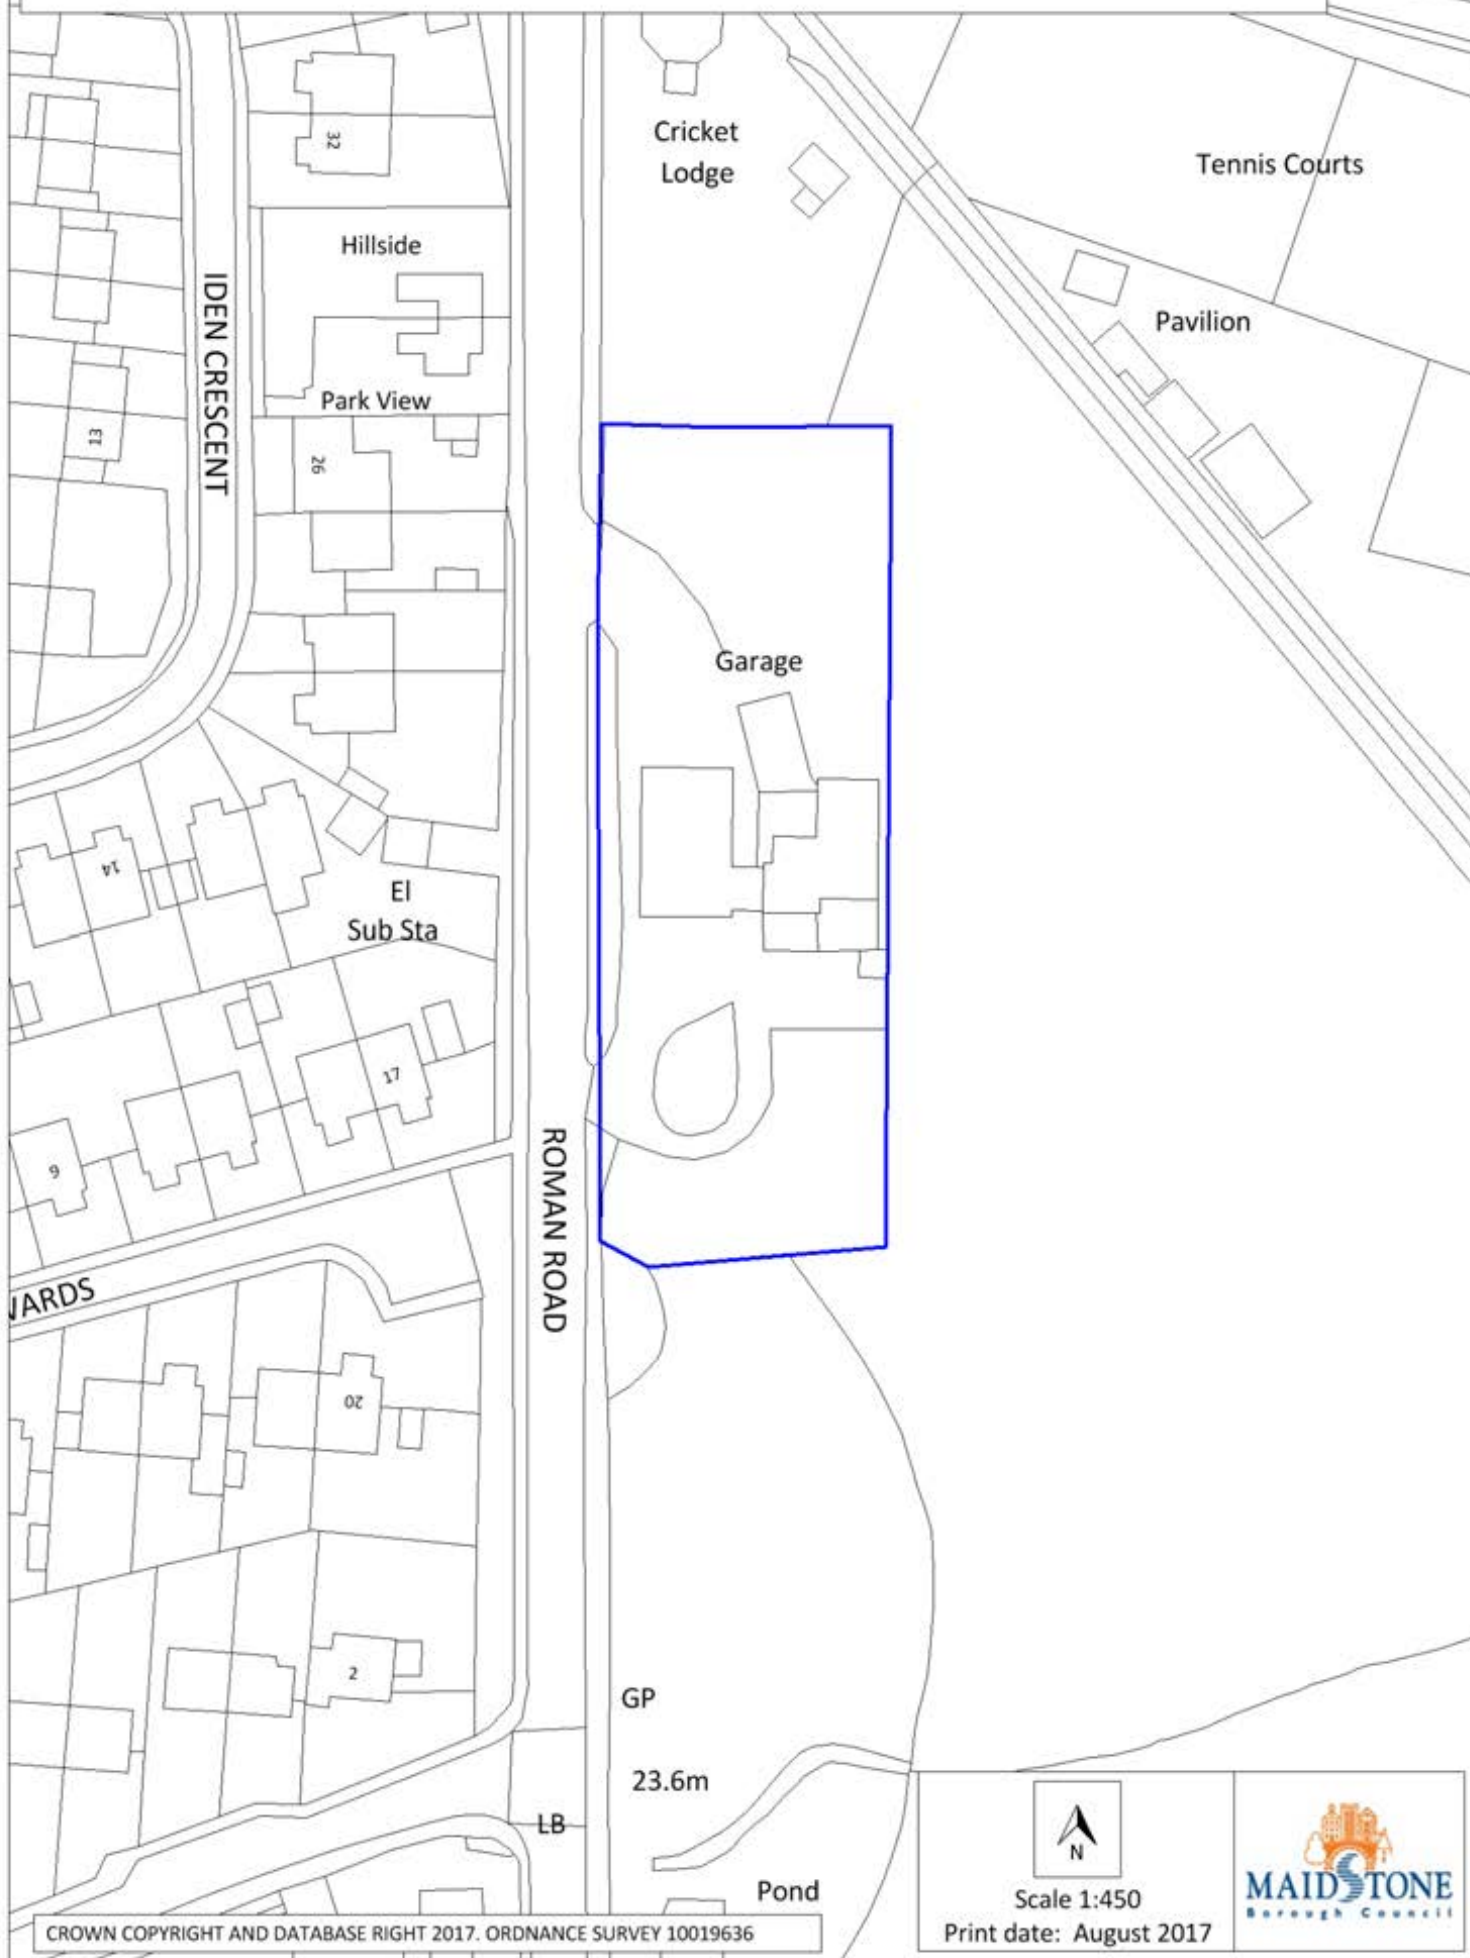 32
Cricket
Lodge
Tennis Courts
Hillside
IDEN CRESCENT
Pavilion
Park View
13
26
Garage
14
El
Sub Sta
17
9
ROMAN ROAD
20
2
GP
23.6m
LB
Pond
N
Scale 1:450
Print date: August 2017
MAIDSTONE
Borough Council
CROWN COPYRIGHT AND DATABASE RIGHT 2017. ORDNANCE SURVEY 10019636